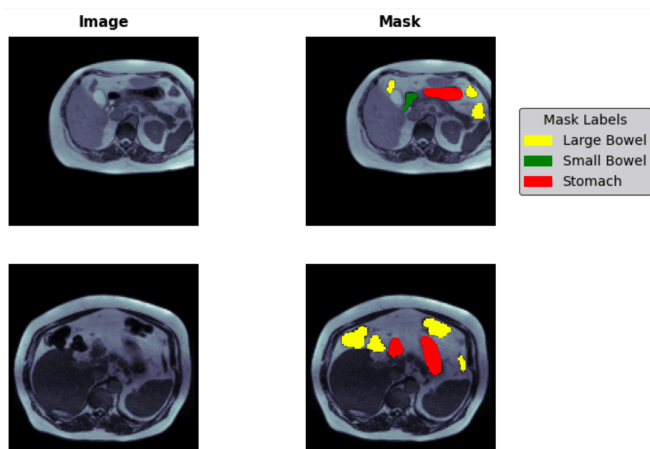 Image
Mask
Mask Labels
Large Bowel
Small Bowel
Stomach